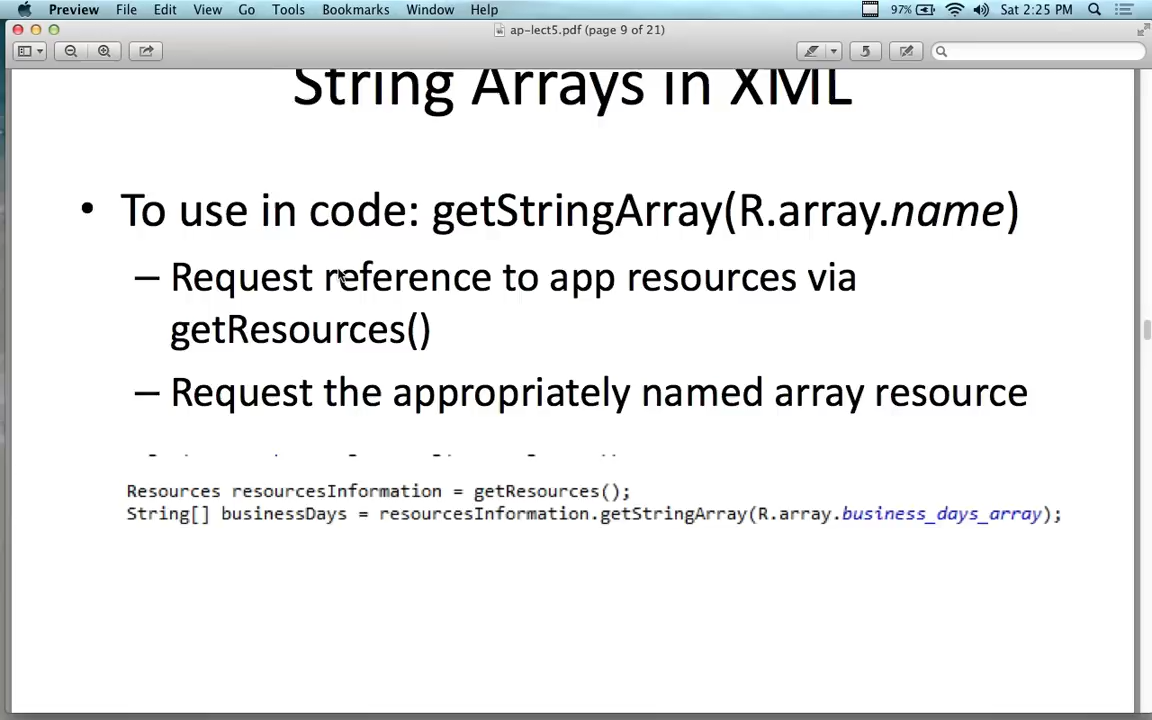 Preview File Edit View Go Tools Bookmarks Window Help 97% Sat 2:25 PM
ap-lect5.pdf (page 9 of 21)
String Arrays in XML
• To use in code: getStringArray(R.array.name)
– Request reference to app resources via
getResources()
– Request the appropriately named array resource
Resources resourcesInformation = getResources();
String[] businessDays = resourcesInformation.getStringArray(R.array.business_days_array);